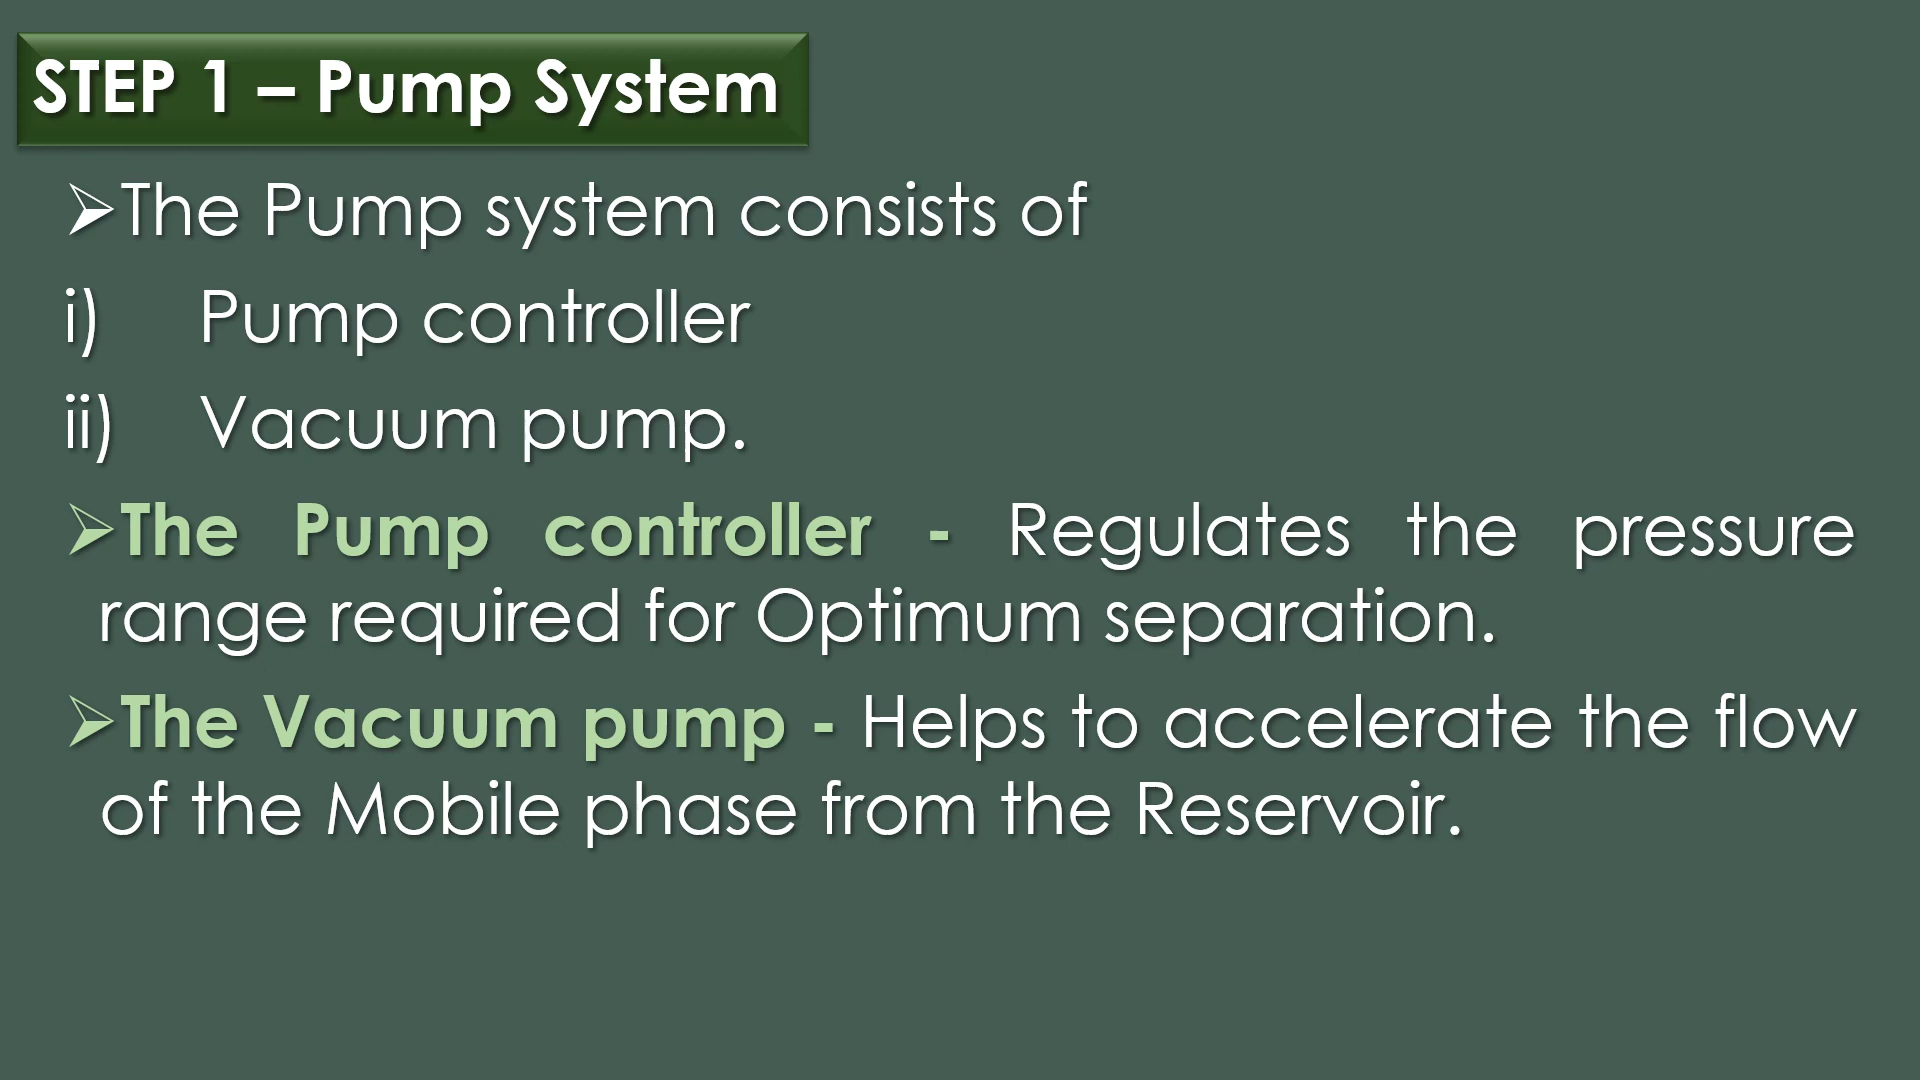 STEP 1 – Pump System
➢The Pump system consists of
i) Pump controller
ii) Vacuum pump.
➢The Pump controller - Regulates the pressure
range required for Optimum separation.
➢The Vacuum pump - Helps to accelerate the flow
of the Mobile phase from the Reservoir.